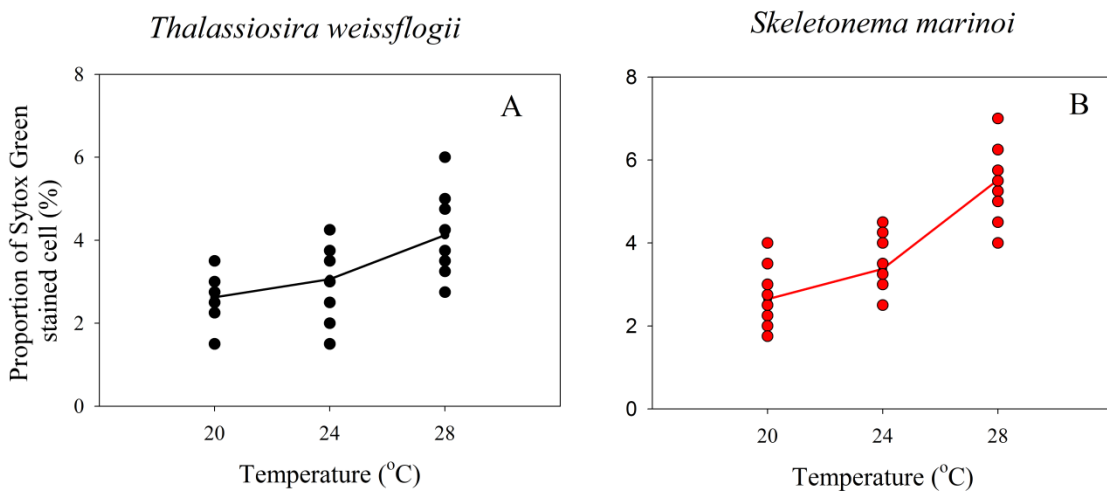 Thalassiosira weissflogii
Skeletonema marinoi
Proportion of Sytox Green
stained cell (%)
8
6
4
2
0
A
20
24
28
Temperature (°C)
8
6
4
2
0
B
20
24
28
Temperature (°C)